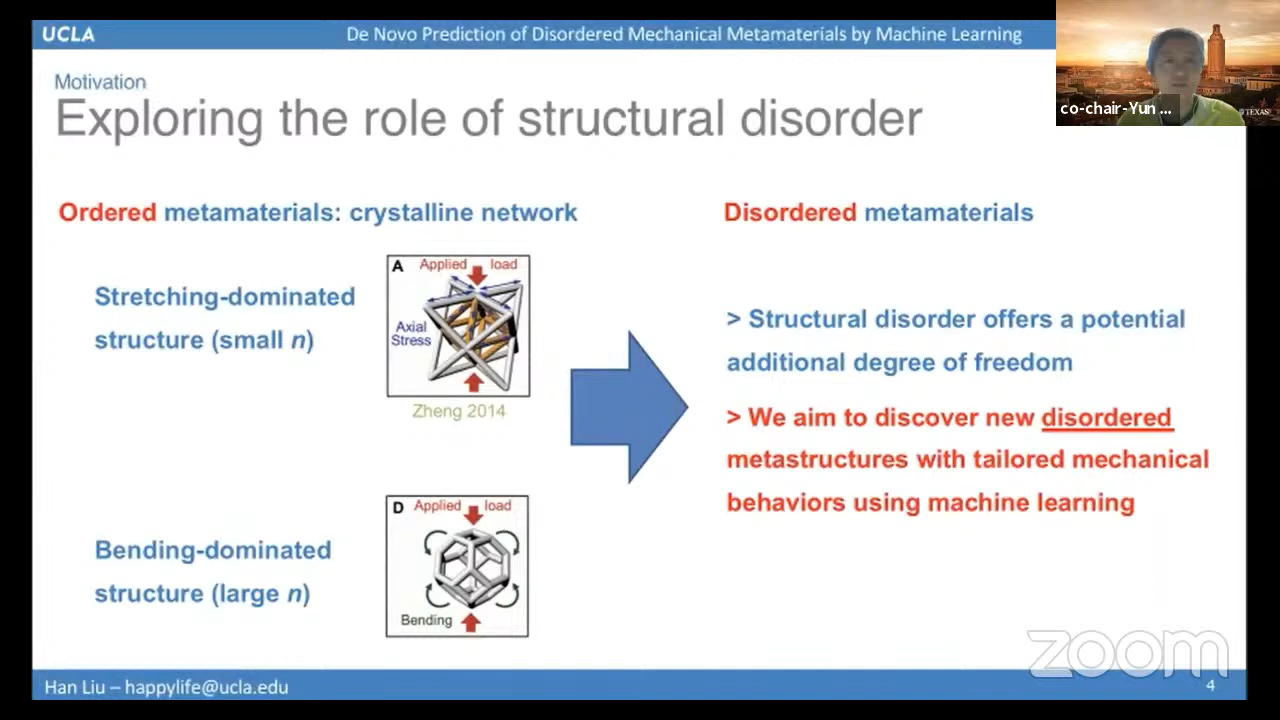 UCLA
De Novo Prediction of Disordered Mechanical Metamaterials by Machine Learning
co-chair-Yun ...
TEXAS
Motivation
Exploring the role of structural disorder
Ordered metamaterials: crystalline network
Stretching-dominated
structure (small n)
A Applied load
Axial
Stress
Zheng 2014
Bending-dominated
structure (large n)
D Applied load
Bending
Disordered metamaterials
> Structural disorder offers a potential
additional degree of freedom
> We aim to discover new disordered
metastructures with tailored mechanical
behaviors using machine learning
zoom
Han Liu – happylife@ucla.edu
4